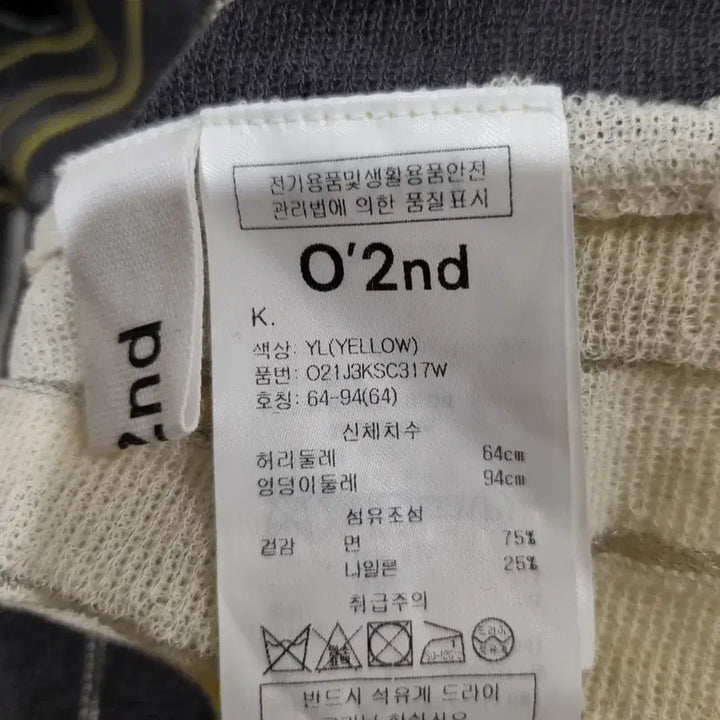 전기용품및생활용품안전
관리법에 의한 품질표시
O'2nd
K.
색상: YL(YELLOW)
품번: O21J3KSC317W
호칭: 64-94(64)
신체치수
허리둘레 64cm
엉덩이둘레 94cm
섬유조성
겉감 면 75%
나일론 25%
취급주의
드라이
반드시 석유계 드라이
2nd